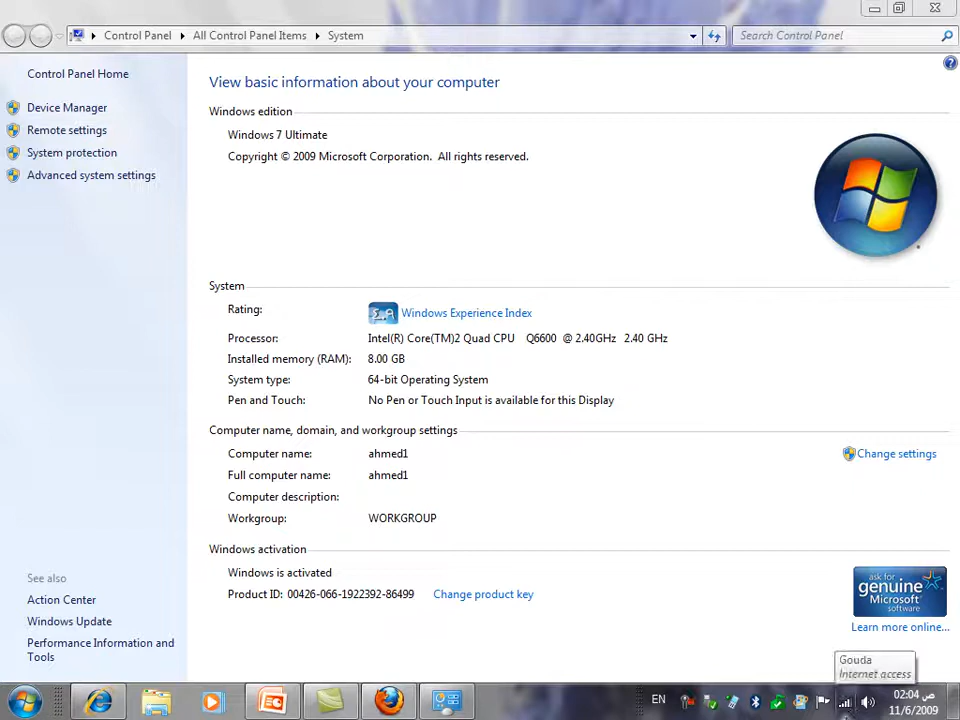 Control Panel All Control Panel Items System
Search Control Panel
Control Panel Home
Device Manager
Remote settings
System protection
Advanced system settings
View basic information about your computer
Windows edition
Windows 7 Ultimate
Copyright © 2009 Microsoft Corporation. All rights reserved.
System
Rating: Windows Experience Index
Processor: Intel(R) Core(TM)2 Quad CPU Q6600 @ 2.40GHz 2.40 GHz
Installed memory (RAM): 8.00 GB
System type: 64-bit Operating System
Pen and Touch: No Pen or Touch Input is available for this Display
Computer name, domain, and workgroup settings
Computer name: ahmed1
Change settings
Full computer name: ahmed1
Computer description:
Workgroup: WORKGROUP
Windows activation
Windows is activated
Product ID: 00426-066-1922392-86499 Change product key
ask for
genuine
Microsoft
software
Learn more online...
See also
Action Center
Windows Update
Performance Information and
Tools
Gouda
Internet access
EN
02:04 ص
11/6/2009